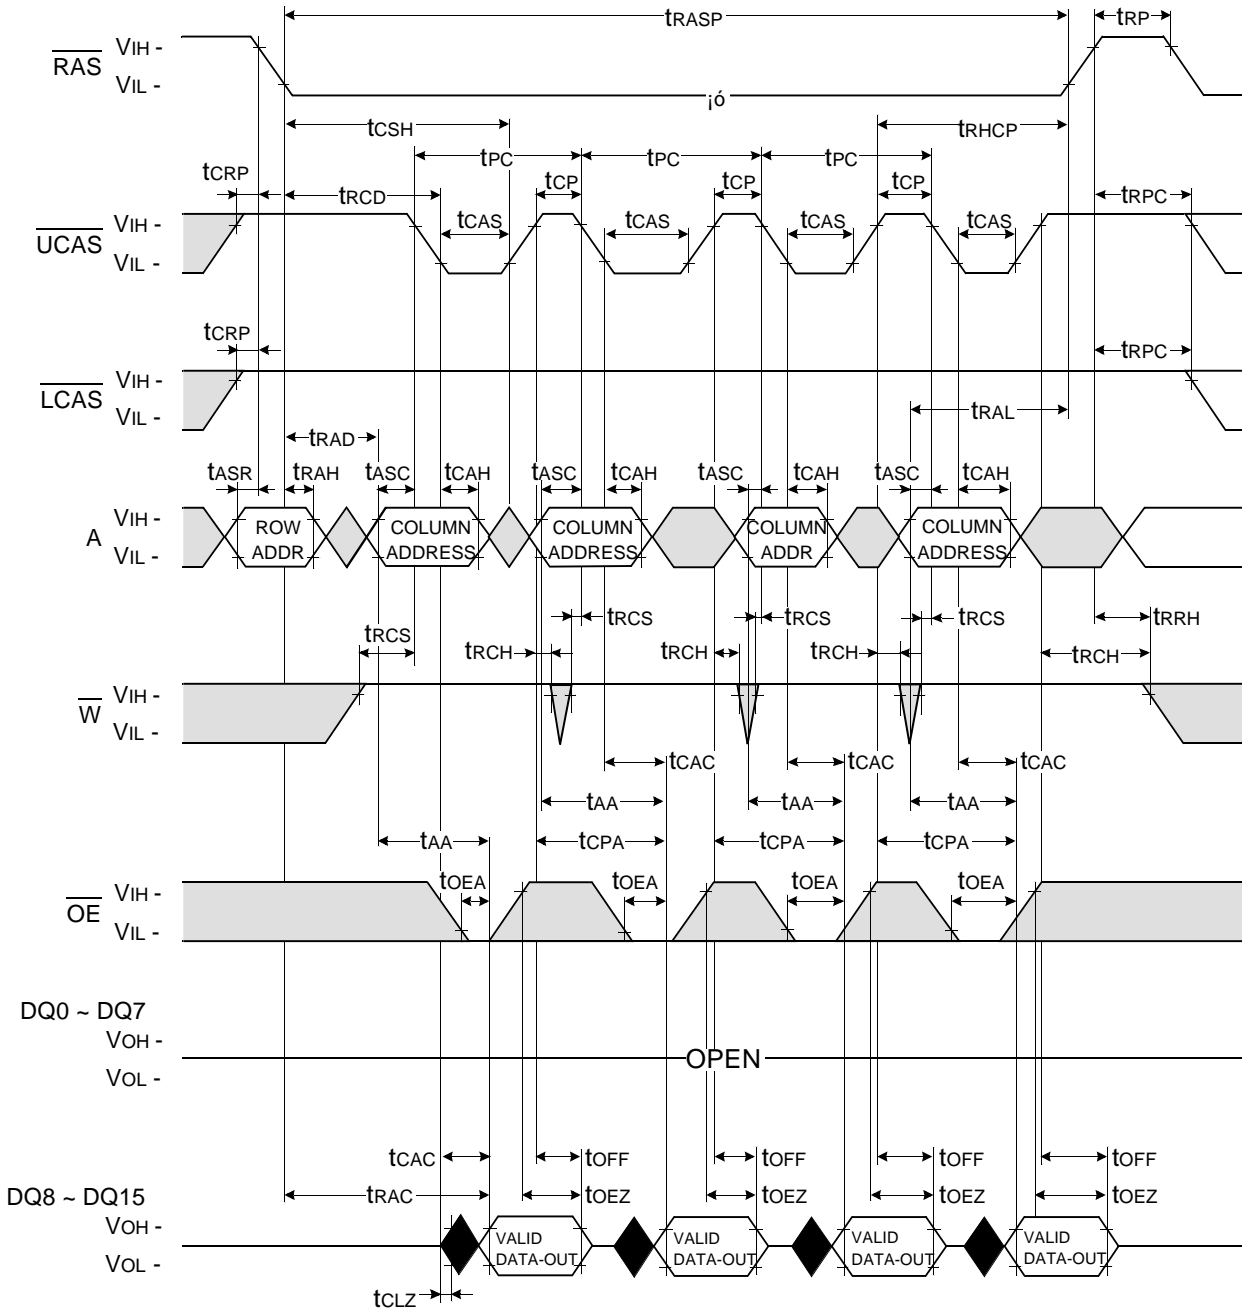 tRASP tRP
RAS VIH -
VIL -
¡ó
tCSH tRHCP
tPC tPC tPC
tCRP tRCD tCP tCP tCP tRPC
UCAS VIH - tCAS tCAS tCAS tCAS
VIL -
tCRP tRPC
LCAS VIH -
VIL - tRAL
tRAD
tASR tRAH tASC tCAH tASC tCAH tASC tCAH tASC tCAH
A VIH - ROW COLUMN COLUMN COLUMN COLUMN
VIL - ADDR ADDRESS ADDRESS ADDR ADDRESS
tRCS tRCS tRCS tRCS tRRH
tRCH tRCH tRCH tRCH
W VIH -
VIL -
tCAC tCAC tCAC
tAA tAA tAA
tAA tCPA tCPA tCPA
tOEA tOEA tOEA tOEA
OE VIH -
VIL -
DQ0 ~ DQ7
VOH -
OPEN
VOL -
tCAC tOFF tOFF tOFF tOFF
DQ8 ~ DQ15 tRAC tOEZ tOEZ tOEZ tOEZ
VOH - VALID VALID VALID VALID
VOL - DATA-OUT DATA-OUT DATA-OUT DATA-OUT
tCLZ